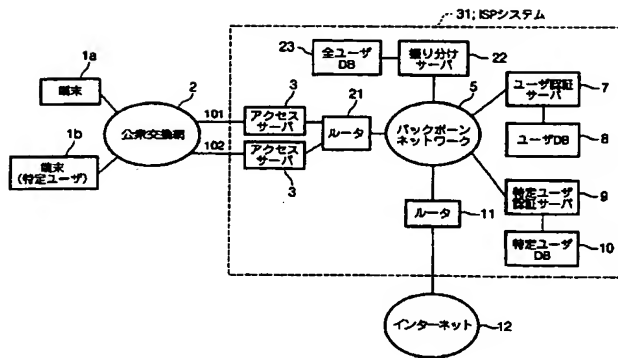 31; ISPシステム
23
全ユーザ
DB
振り分け
サーバ
22
1a
端末
2
公衆交換網
101
102
3
アクセス
サーバ
21
ルータ
アクセス
サーバ
3
5
バックボーン
ネットワーク
ユーザ認証
サーバ
7
ユーザDB
8
1b
端末
(特定ユーザ)
特定ユーザ
認証サーバ
9
特定ユーザ
DB
10
ルータ
11
インターネット
12